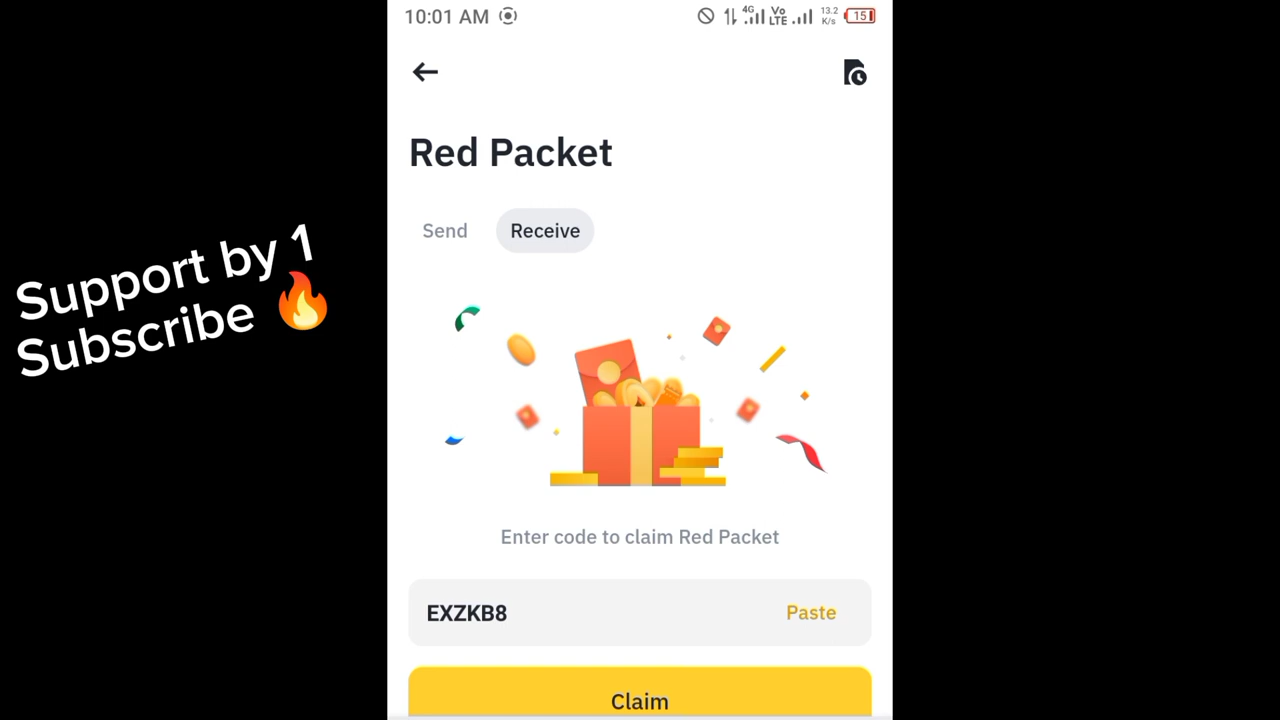 10:01 AM
4G Vo LTE 13.2 K/s 15
Red Packet
Send Receive
Support by 1
Subscribe 🔥
Enter code to claim Red Packet
EXZKB8 Paste
Claim